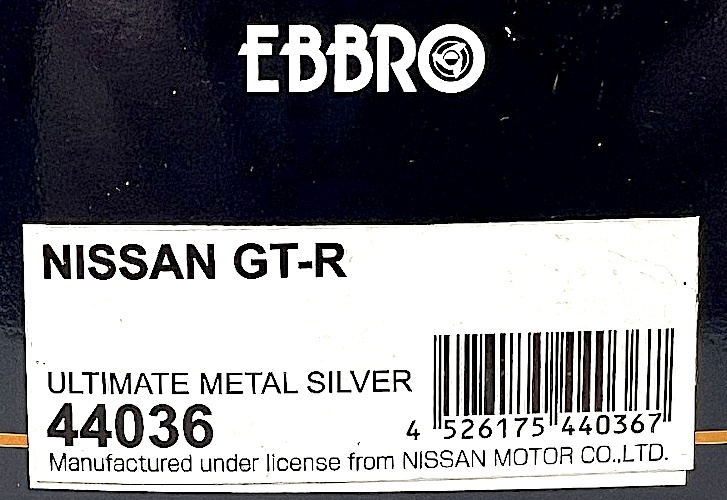 EBBRO
NISSAN GT-R
ULTIMATE METAL SILVER
44036
4 526175 440367
Manufactured under license from NISSAN MOTOR CO.,LTD.